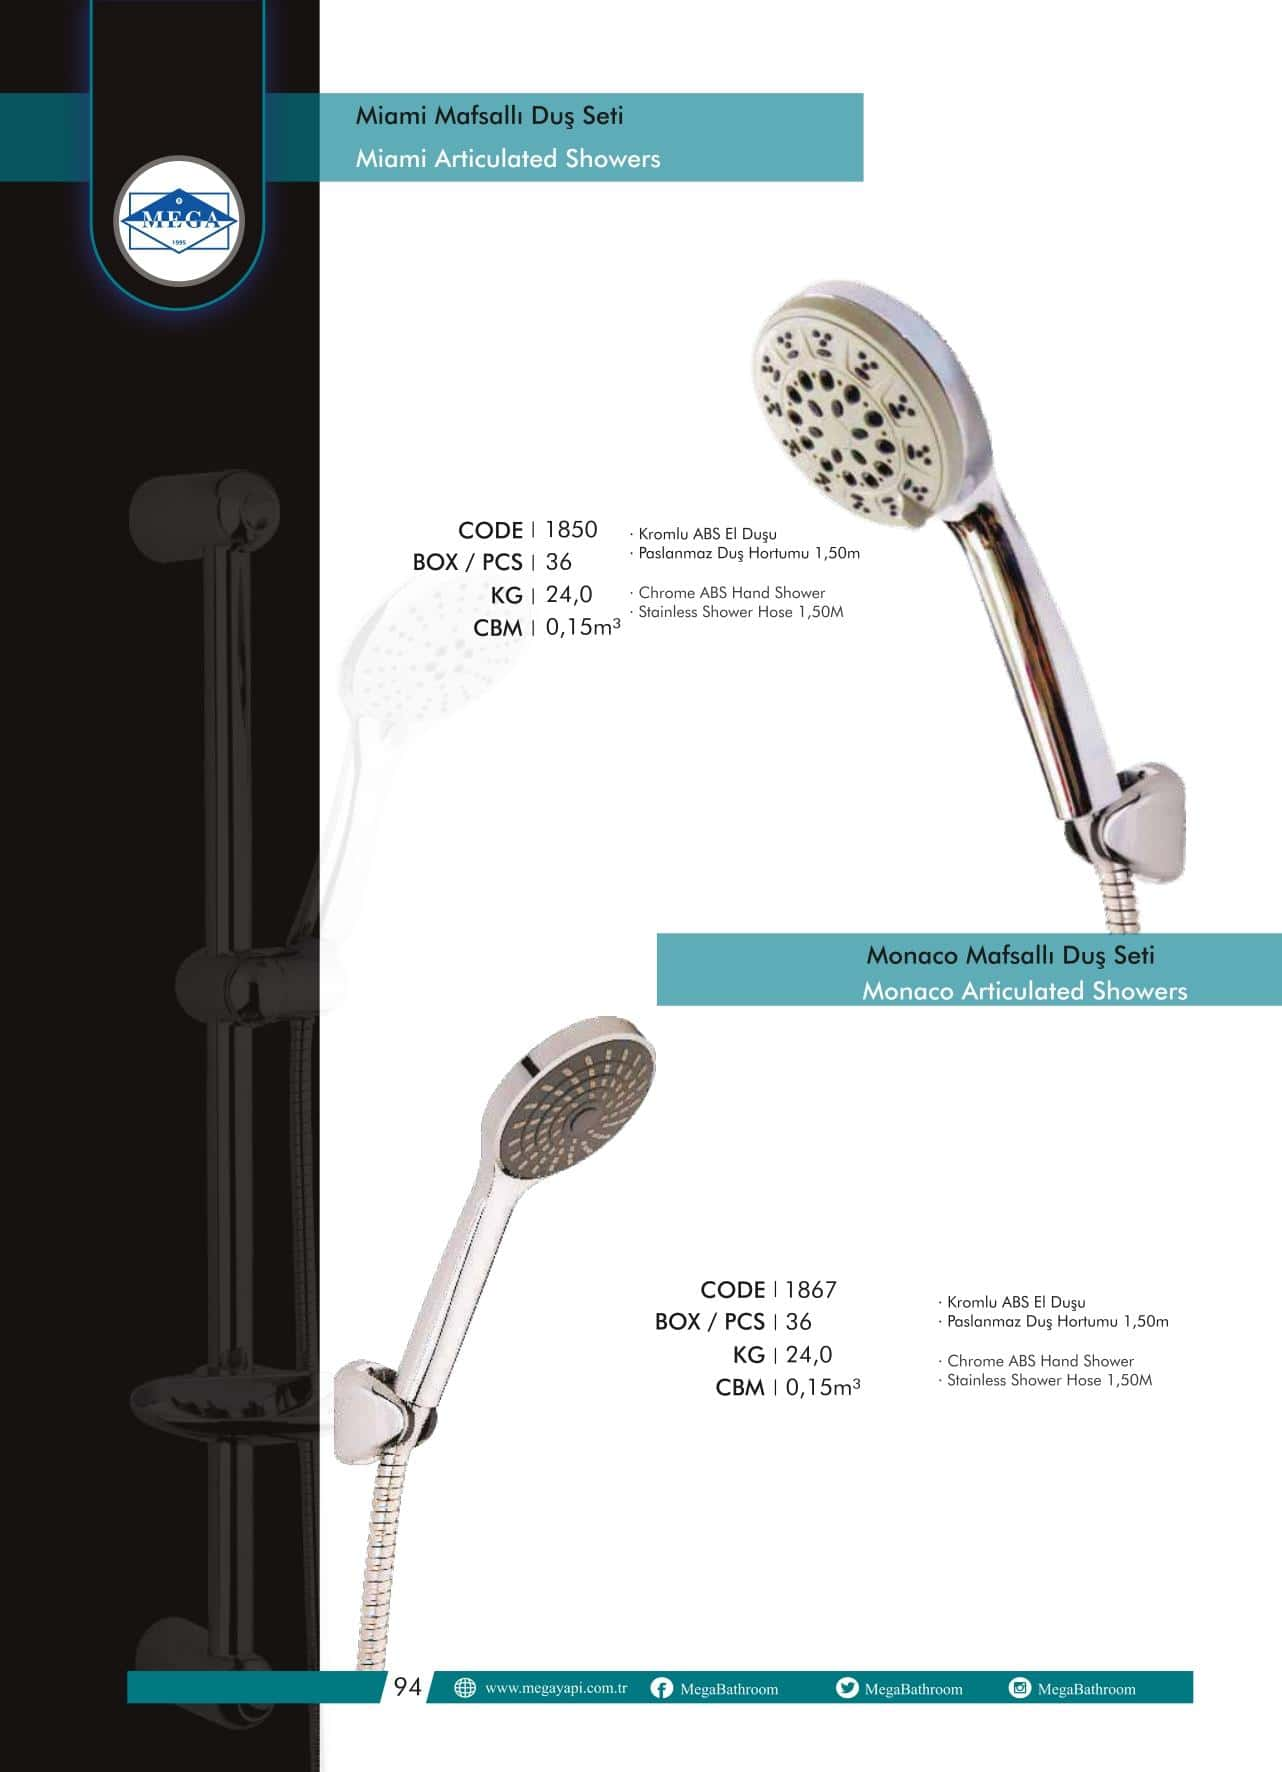 Miami Mafsallı Duş Seti
Miami Articulated Showers
MEGA
1995
CODE | 1850
BOX / PCS | 36
KG | 24,0
CBM | 0,15m³
· Kromlu ABS El Duşu
· Paslanmaz Duş Hortumu 1,50m
· Chrome ABS Hand Shower
· Stainless Shower Hose 1,50M
Monaco Mafsallı Duş Seti
Monaco Articulated Showers
CODE | 1867
BOX / PCS | 36
KG | 24,0
CBM | 0,15m³
· Kromlu ABS El Duşu
· Paslanmaz Duş Hortumu 1,50m
· Chrome ABS Hand Shower
· Stainless Shower Hose 1,50M
94
www.megayapi.com.tr
MegaBathroom
MegaBathroom
MegaBathroom